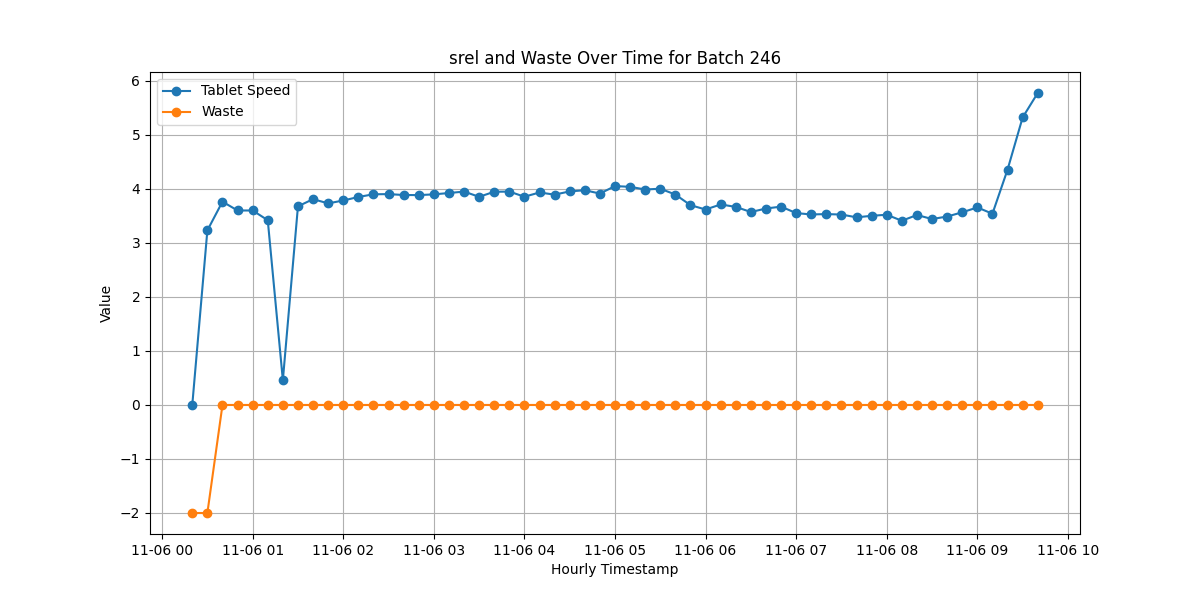 srel and Waste Over Time for Batch 246
Tablet Speed
Waste
6
5
4
3
2
1
0
−1
−2
Value
11-06 00 11-06 01 11-06 02 11-06 03 11-06 04 11-06 05 11-06 06 11-06 07 11-06 08 11-06 09 11-06 10
Hourly Timestamp